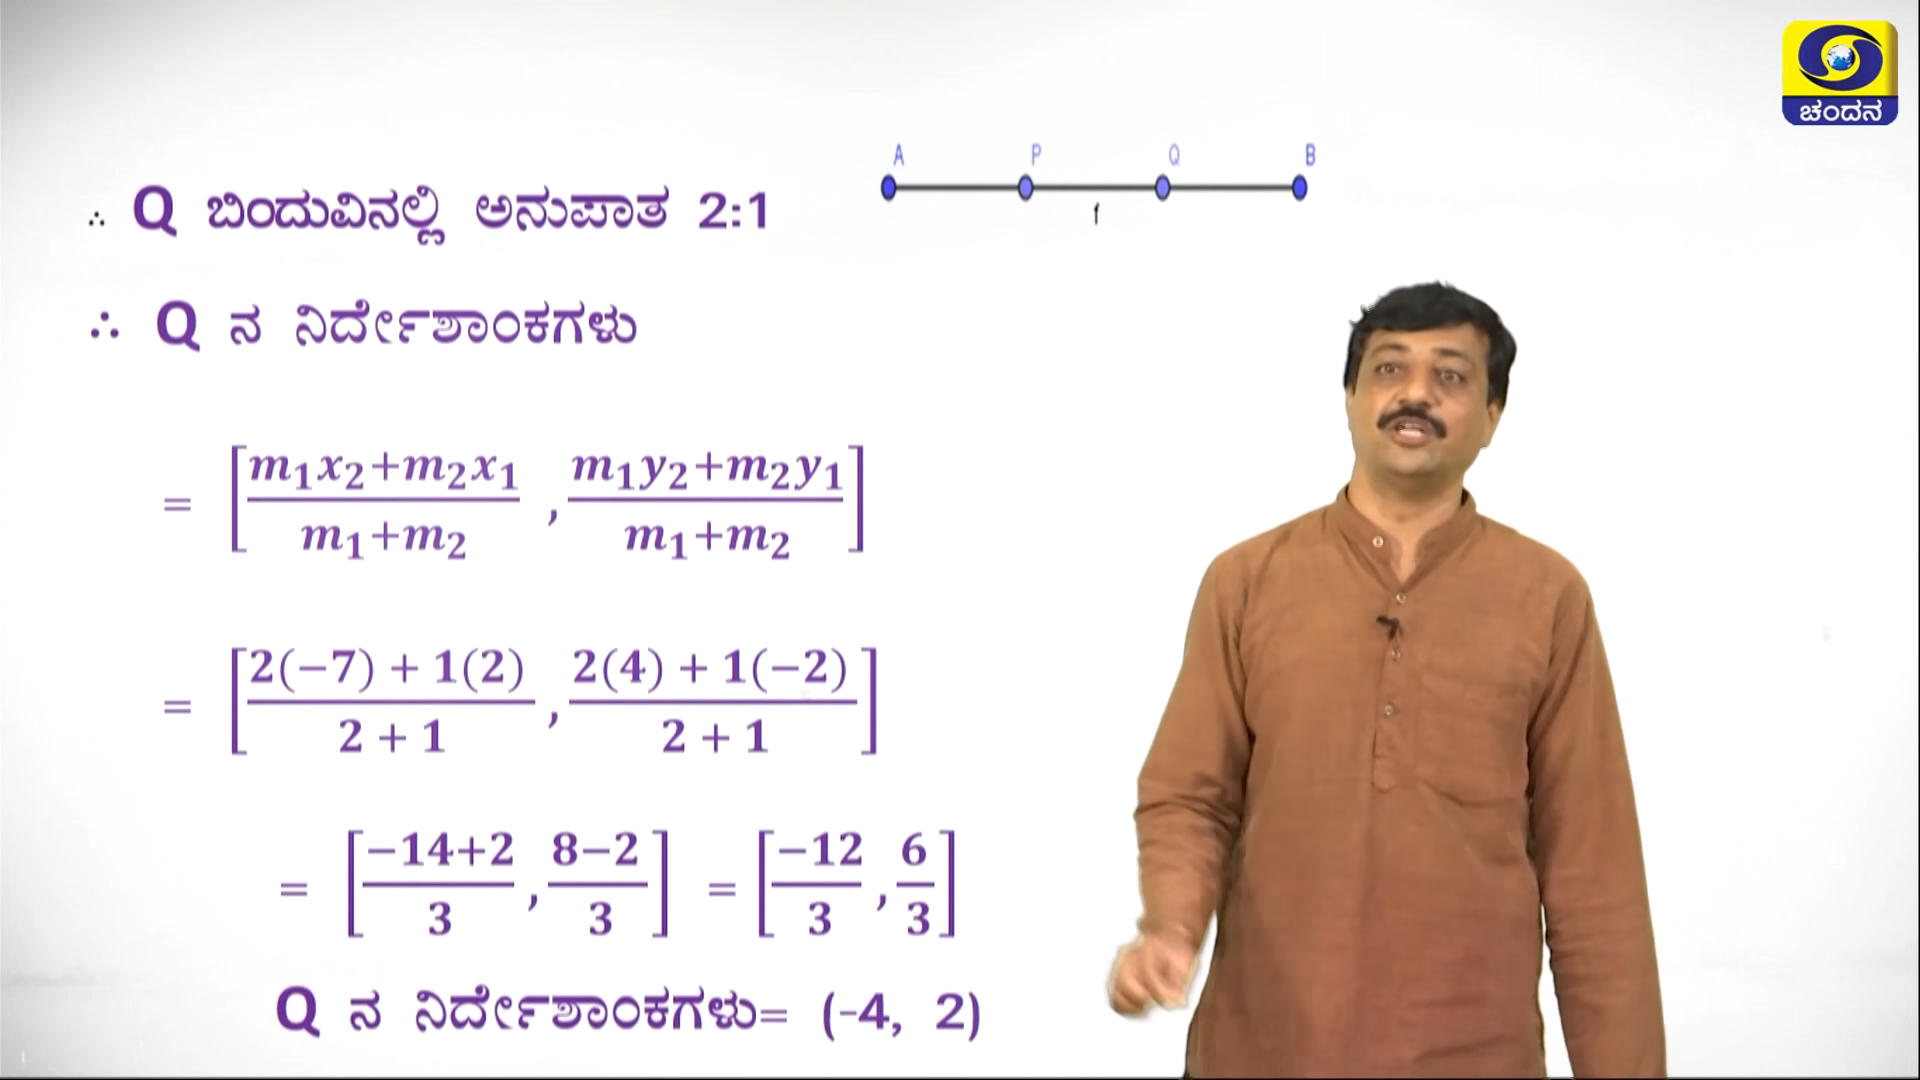 ಚಂದನ
A P Q B
∴ Q ಬಿಂದುವಿನಲ್ಲಿ ಅನುಪಾತ 2:1
∴ Q ನ ನಿರ್ದೇಶಾಂಕಗಳು
= [m₁x₂+m₂x₁ / m₁+m₂ , m₁y₂+m₂y₁ / m₁+m₂]
= [2(−7) + 1(2) / 2 + 1 , 2(4) + 1(−2) / 2 + 1]
= [−14+2 / 3 , 8−2 / 3] = [−12 / 3 , 6 / 3]
Q ನ ನಿರ್ದೇಶಾಂಕಗಳು= (-4, 2)